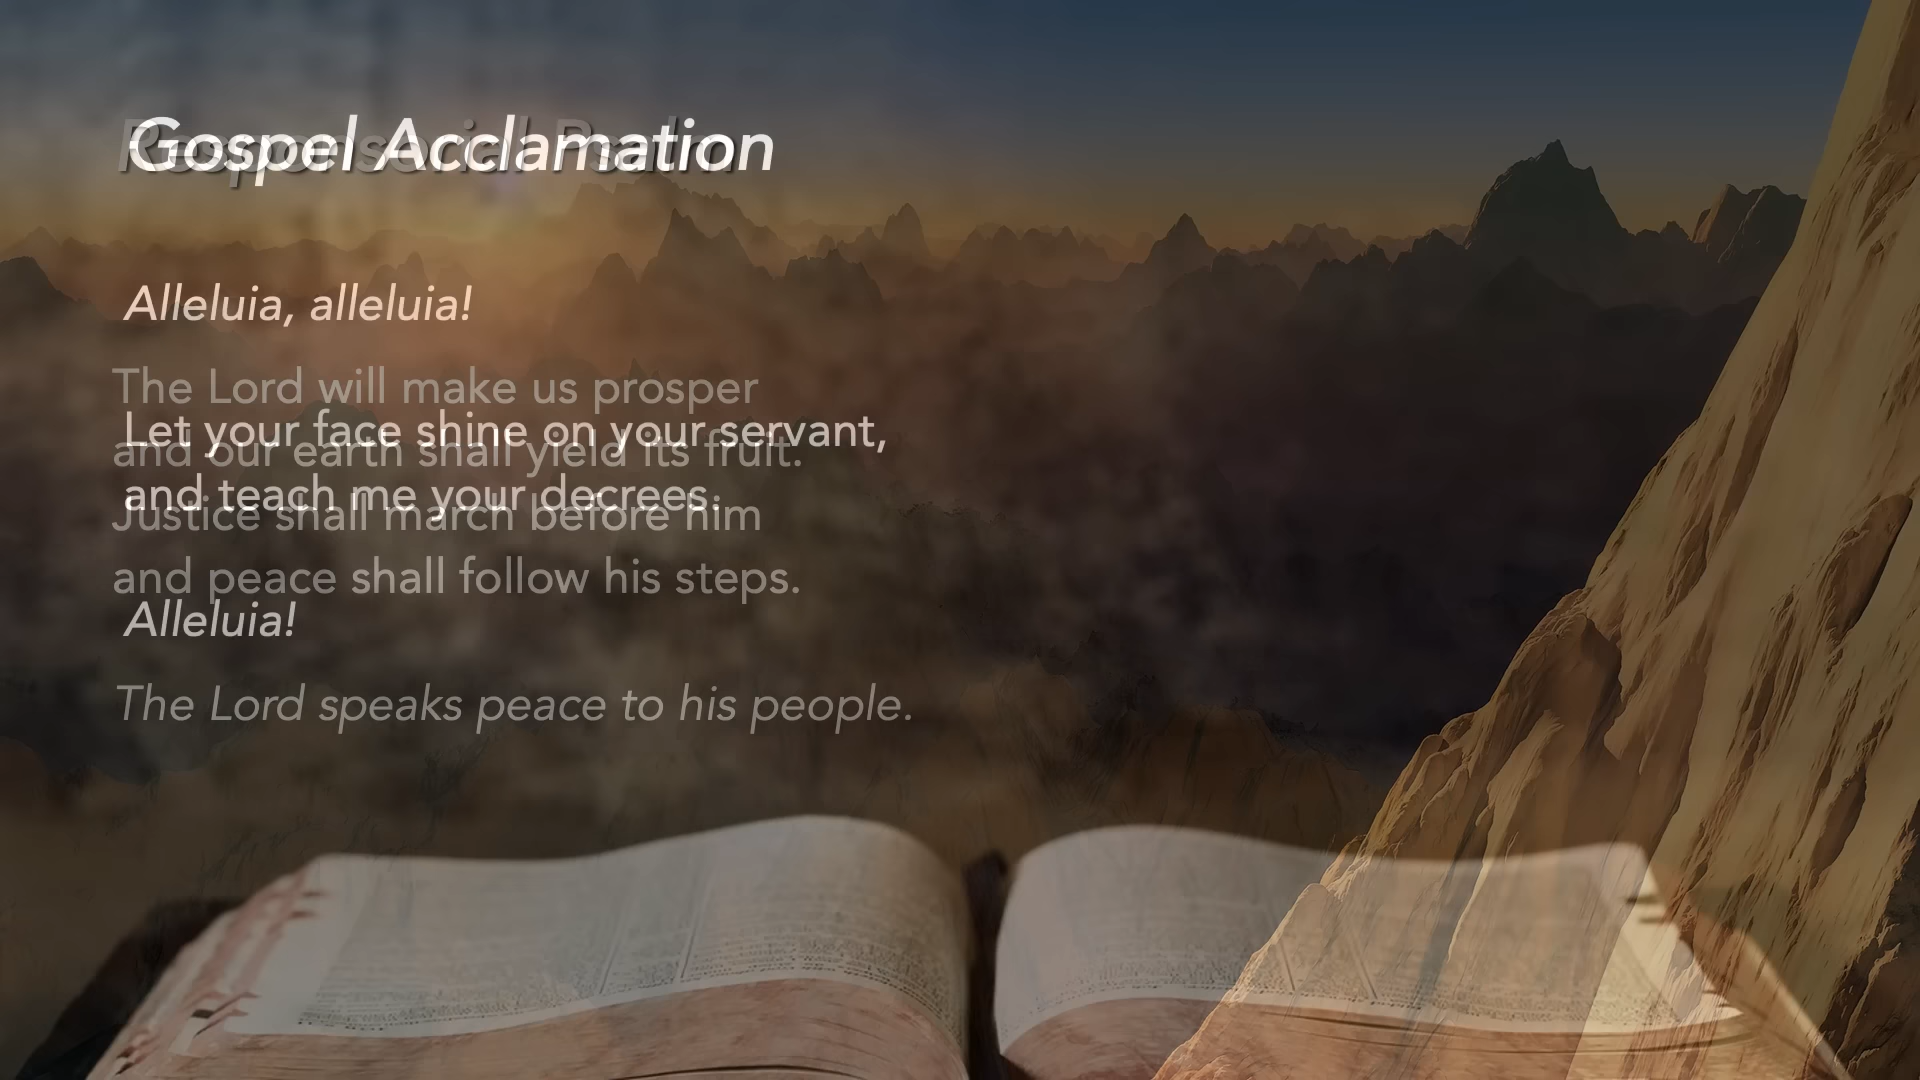 Gospel Acclamation
Responsorial Psalm
Alleluia, alleluia!
The Lord will make us prosper
Let your face shine on your servant,
and our earth shall yield its fruit.
and teach me your decrees.
Justice shall march before him
and peace shall follow his steps.
Alleluia!
The Lord speaks peace to his people.